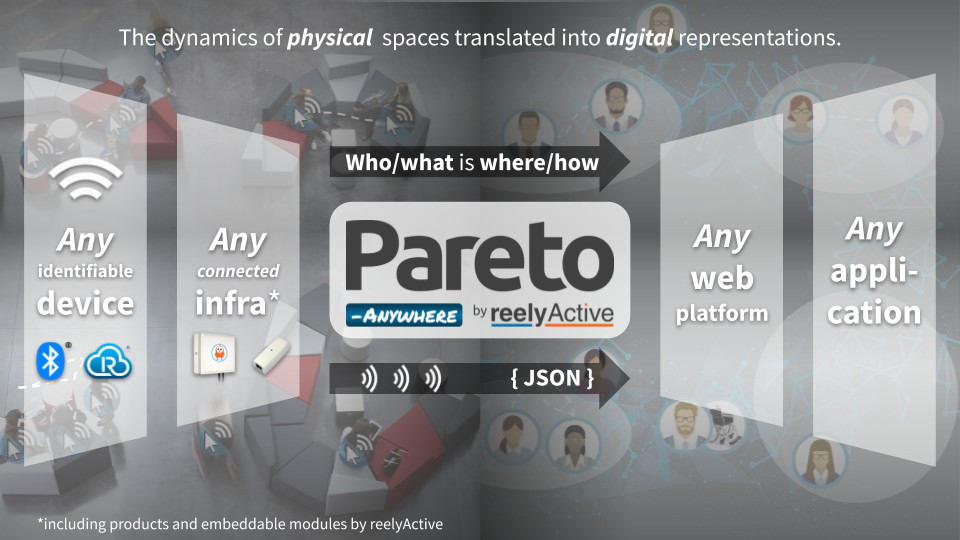 The dynamics of physical spaces translated into digital representations.
Who/what is where/how
Any
identifiable
device
Any
connected
infra*
Pareto
-ANYWHERE
by reelyActive
Any
web
platform
Any
appli-
cation
R
{ JSON }
*including products and embeddable modules by reelyActive